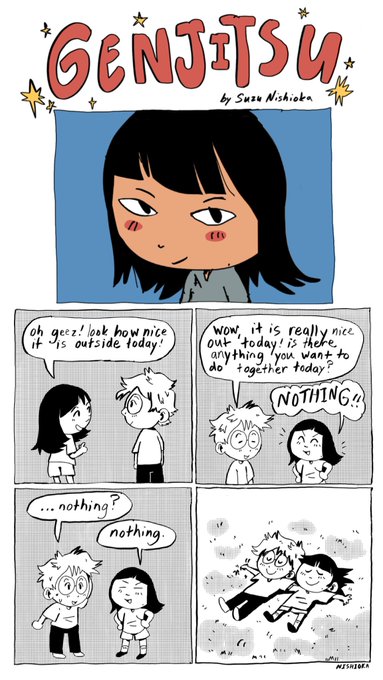 GENJITSU
by Suzu Nishioka
oh geez! look how nice
it is outside today!
Wow, it is really nice
out today! is there
anything you want to
do together today?
NOTHING!!
...nothing?
nothing.
NISHIOKA